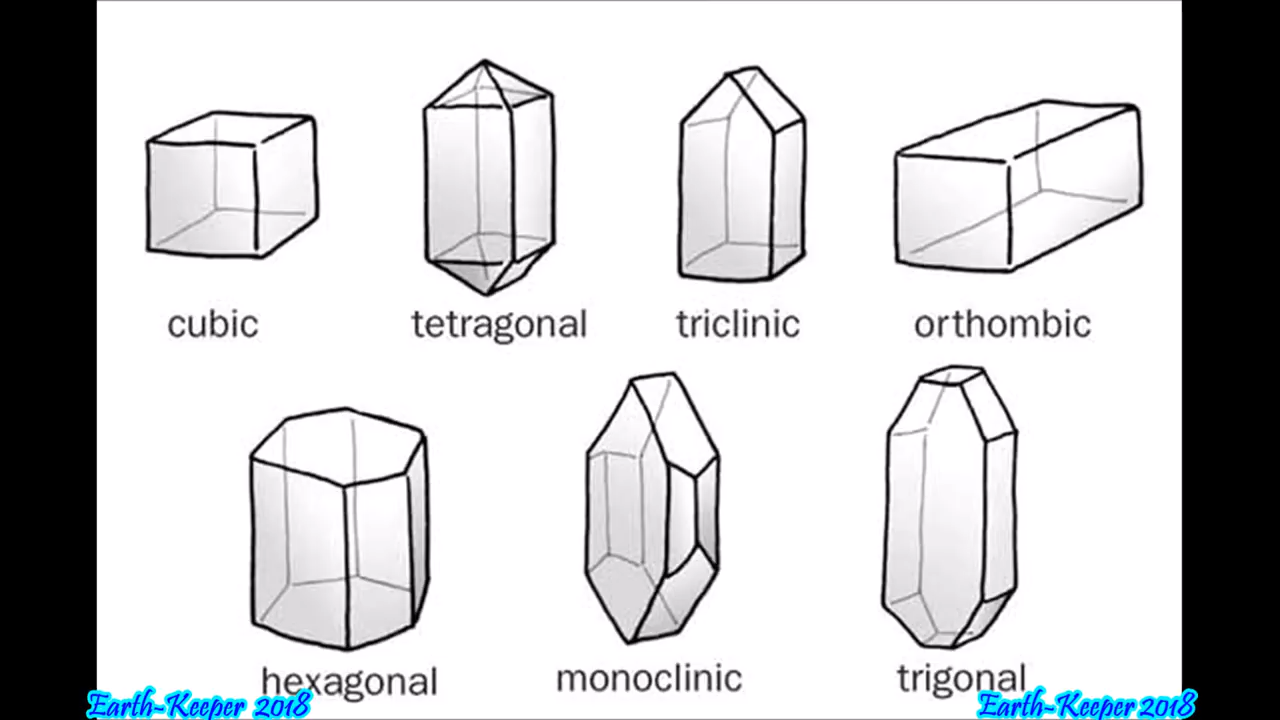 cubic
tetragonal
triclinic
orthombic
hexagonal
monoclinic
trigonal
Earth-Keeper 2018
Earth-Keeper 2018